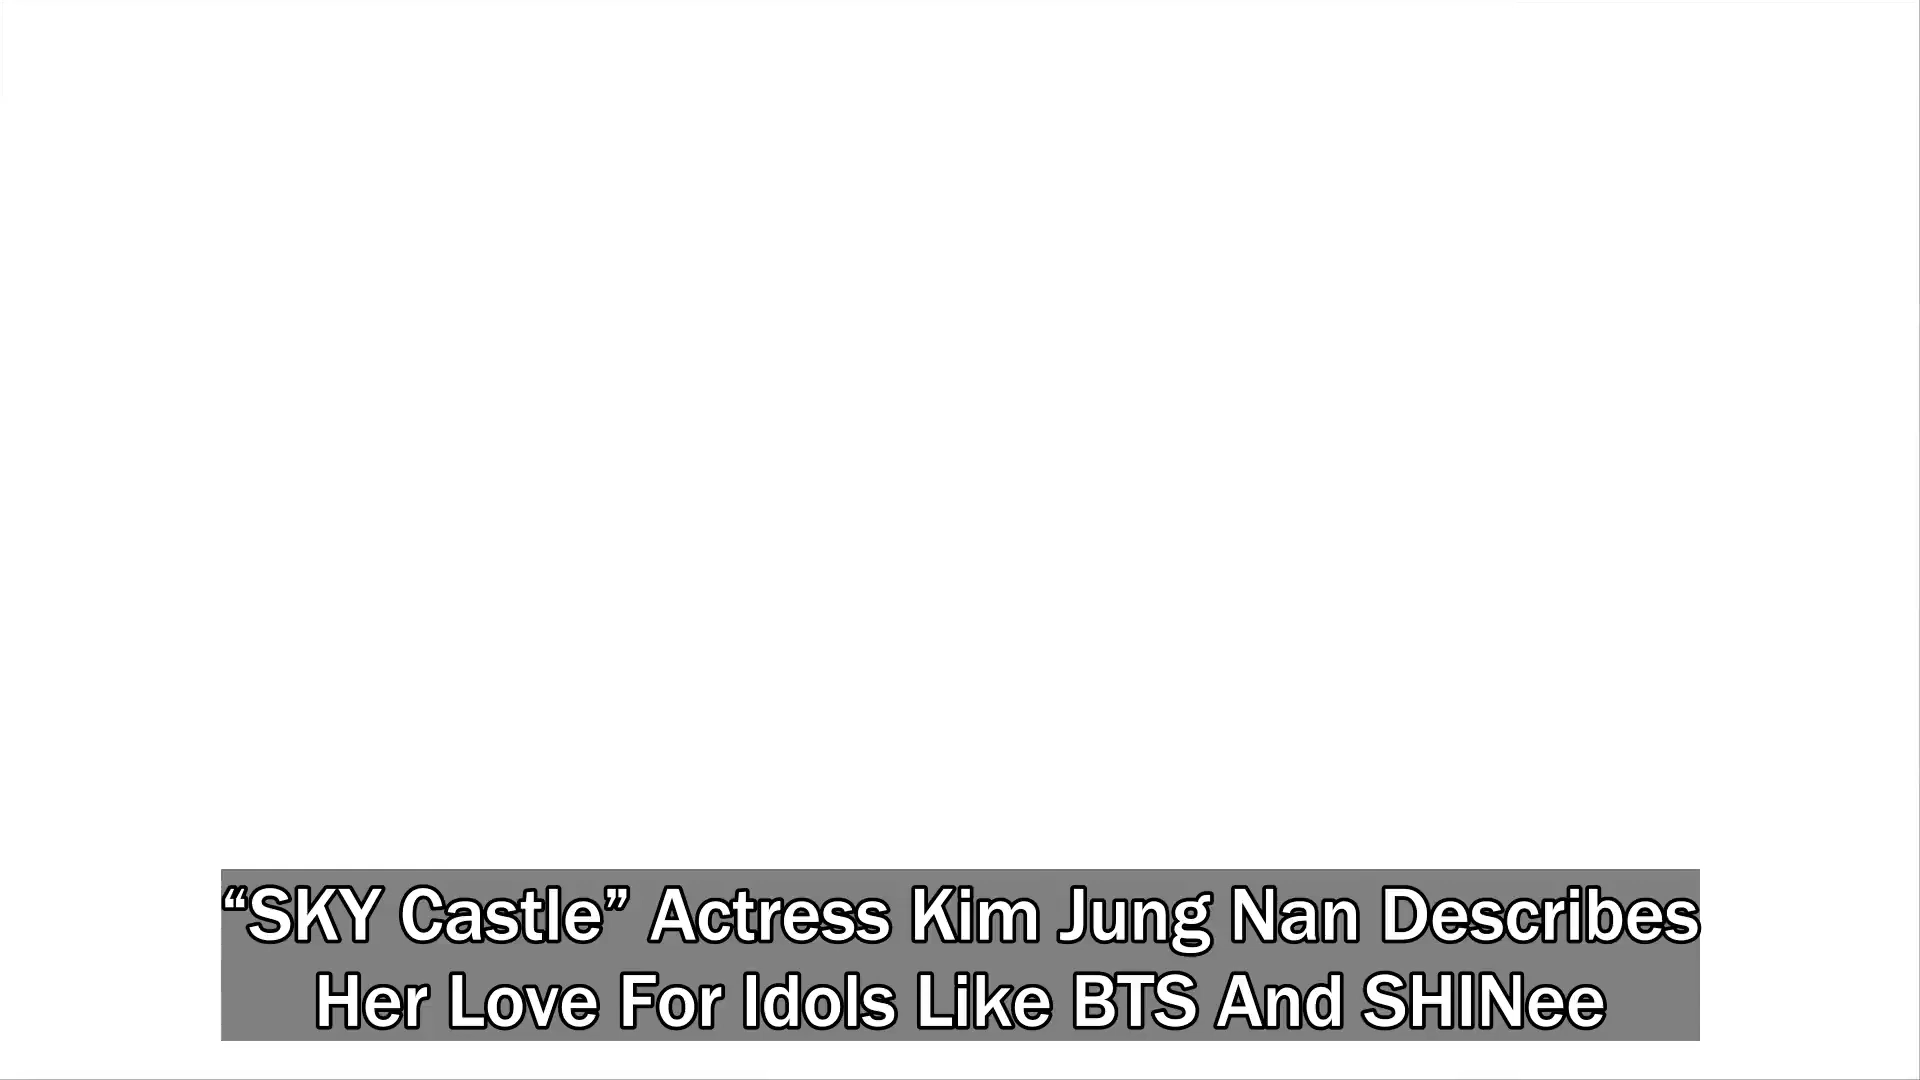 “SKY Castle” Actress Kim Jung Nan Describes
Her Love For Idols Like BTS And SHINee